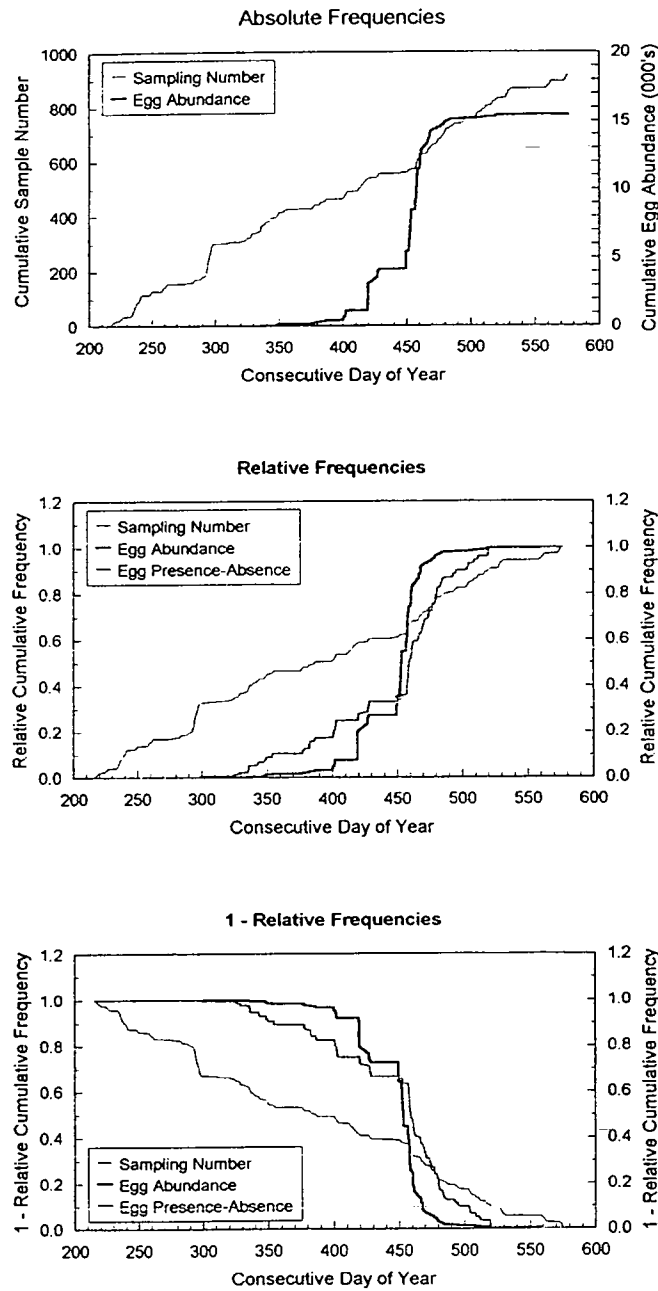 Absolute Frequencies
Sampling Number
Egg Abundance
Cumulative Sample Number
1000
800
600
400
200
0
Cumulative Egg Abundance (000's)
20
15
10
5
0
200 250 300 350 400 450 500 550 600
Consecutive Day of Year
Relative Frequencies
Sampling Number
Egg Abundance
Egg Presence-Absence
Relative Cumulative Frequency
1.2
1.0
0.8
0.6
0.4
0.2
0.0
Relative Cumulative Frequency
1.2
1.0
0.8
0.6
0.4
0.2
0.0
200 250 300 350 400 450 500 550 600
Consecutive Day of Year
1 - Relative Frequencies
1 - Relative Cumulative Frequency
1.2
1.0
0.8
0.6
0.4
0.2
0.0
Sampling Number
Egg Abundance
Egg Presence-Absence
1 - Relative Cumulative Frequency
1.2
1.0
0.8
0.6
0.4
0.2
0.0
200 250 300 350 400 450 500 550 600
Consecutive Day of Year